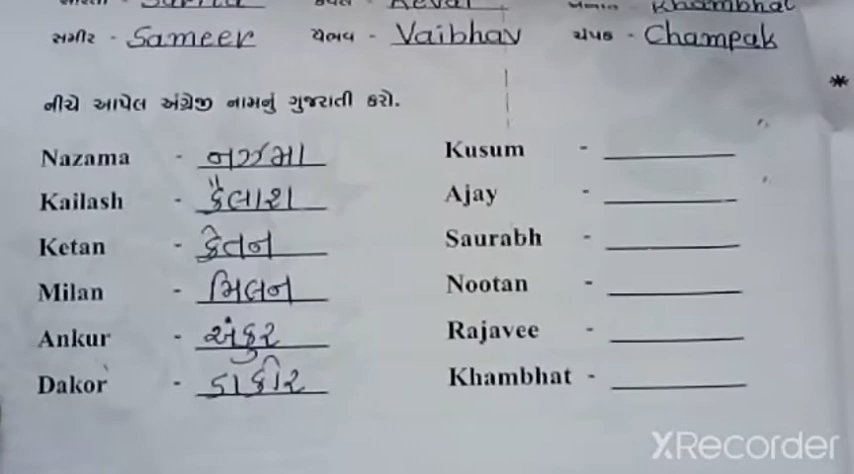 Sameer વૈભવ - Vaibhav ચંપક - Champak
નીચે આપેલ અંગ્રેજી નામનું ગુજરાતી કરો.
Nazama - નઝમા Kusum -
Kailash - કૈલાશ Ajay -
Ketan - કેતન Saurabh -
Milan - મિલન Nootan -
Ankur - અંકુર Rajavee -
Dakor - ડાકોર Khambhat -
XRecorder